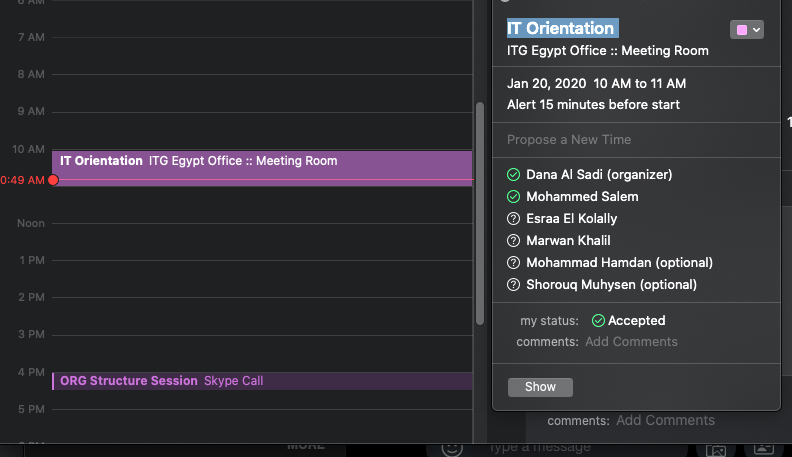 7 AM
8 AM
9 AM
10 AM
IT Orientation ITG Egypt Office :: Meeting Room
0:49 AM
Noon
1 PM
2 PM
3 PM
4 PM
ORG Structure Session Skype Call
5 PM
IT Orientation
ITG Egypt Office :: Meeting Room
Jan 20, 2020 10 AM to 11 AM
Alert 15 minutes before start
Propose a New Time
Dana Al Sadi (organizer)
Mohammed Salem
Esraa El Kolally
Marwan Khalil
Mohammad Hamdan (optional)
Shorouq Muhysen (optional)
my status: Accepted
comments: Add Comments
Show
comments: Add Comments
MORE
Type a message